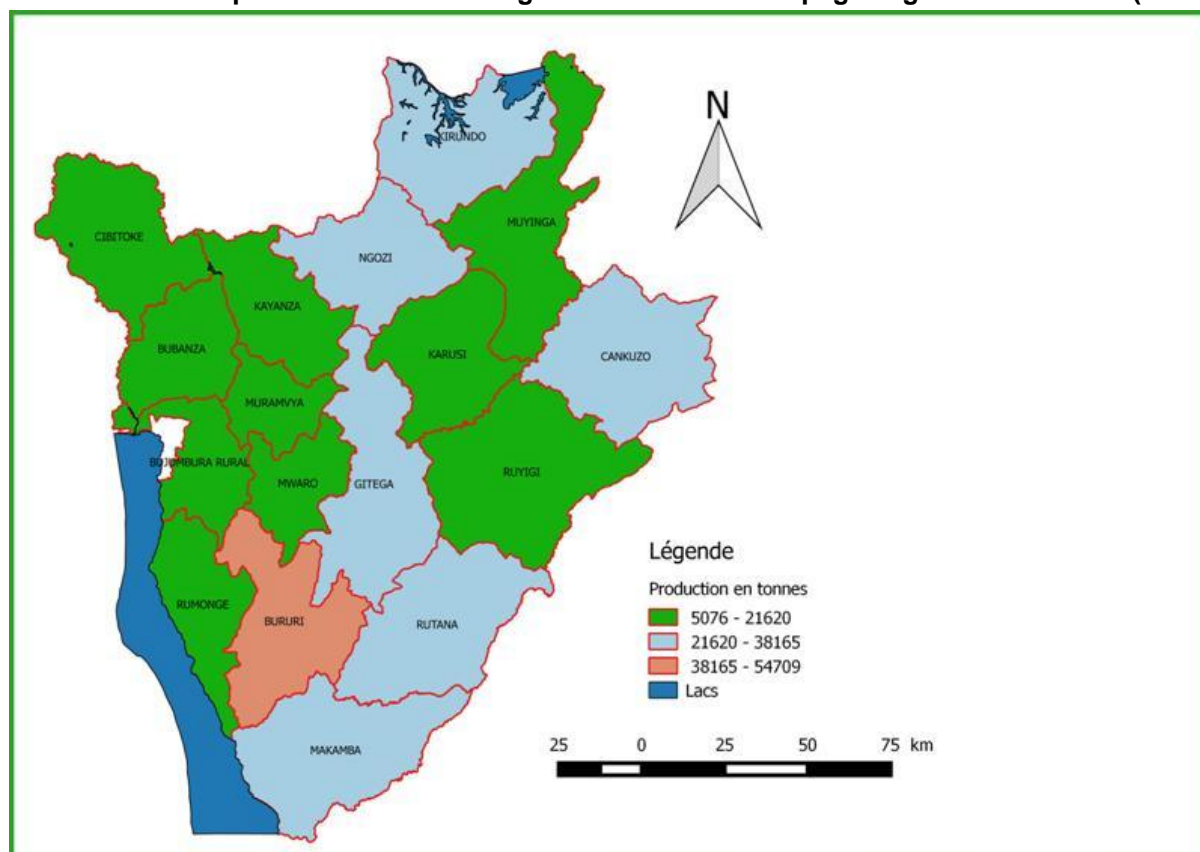 N
KIRUNDO
MUYINGA
CIBITOKE
NGOZI
KAYANZA
BUBANZA
KARUSI
CANKUZO
MURAMVYA
BUJUMBURA RURAL
RUYIGI
MWARO
GITEGA
RUMONGE
BURURI
RUTANA
MAKAMBA
Légende
Production en tonnes
5076 - 21620
21620 - 38165
38165 - 54709
Lacs
25 0 25 50 75 km